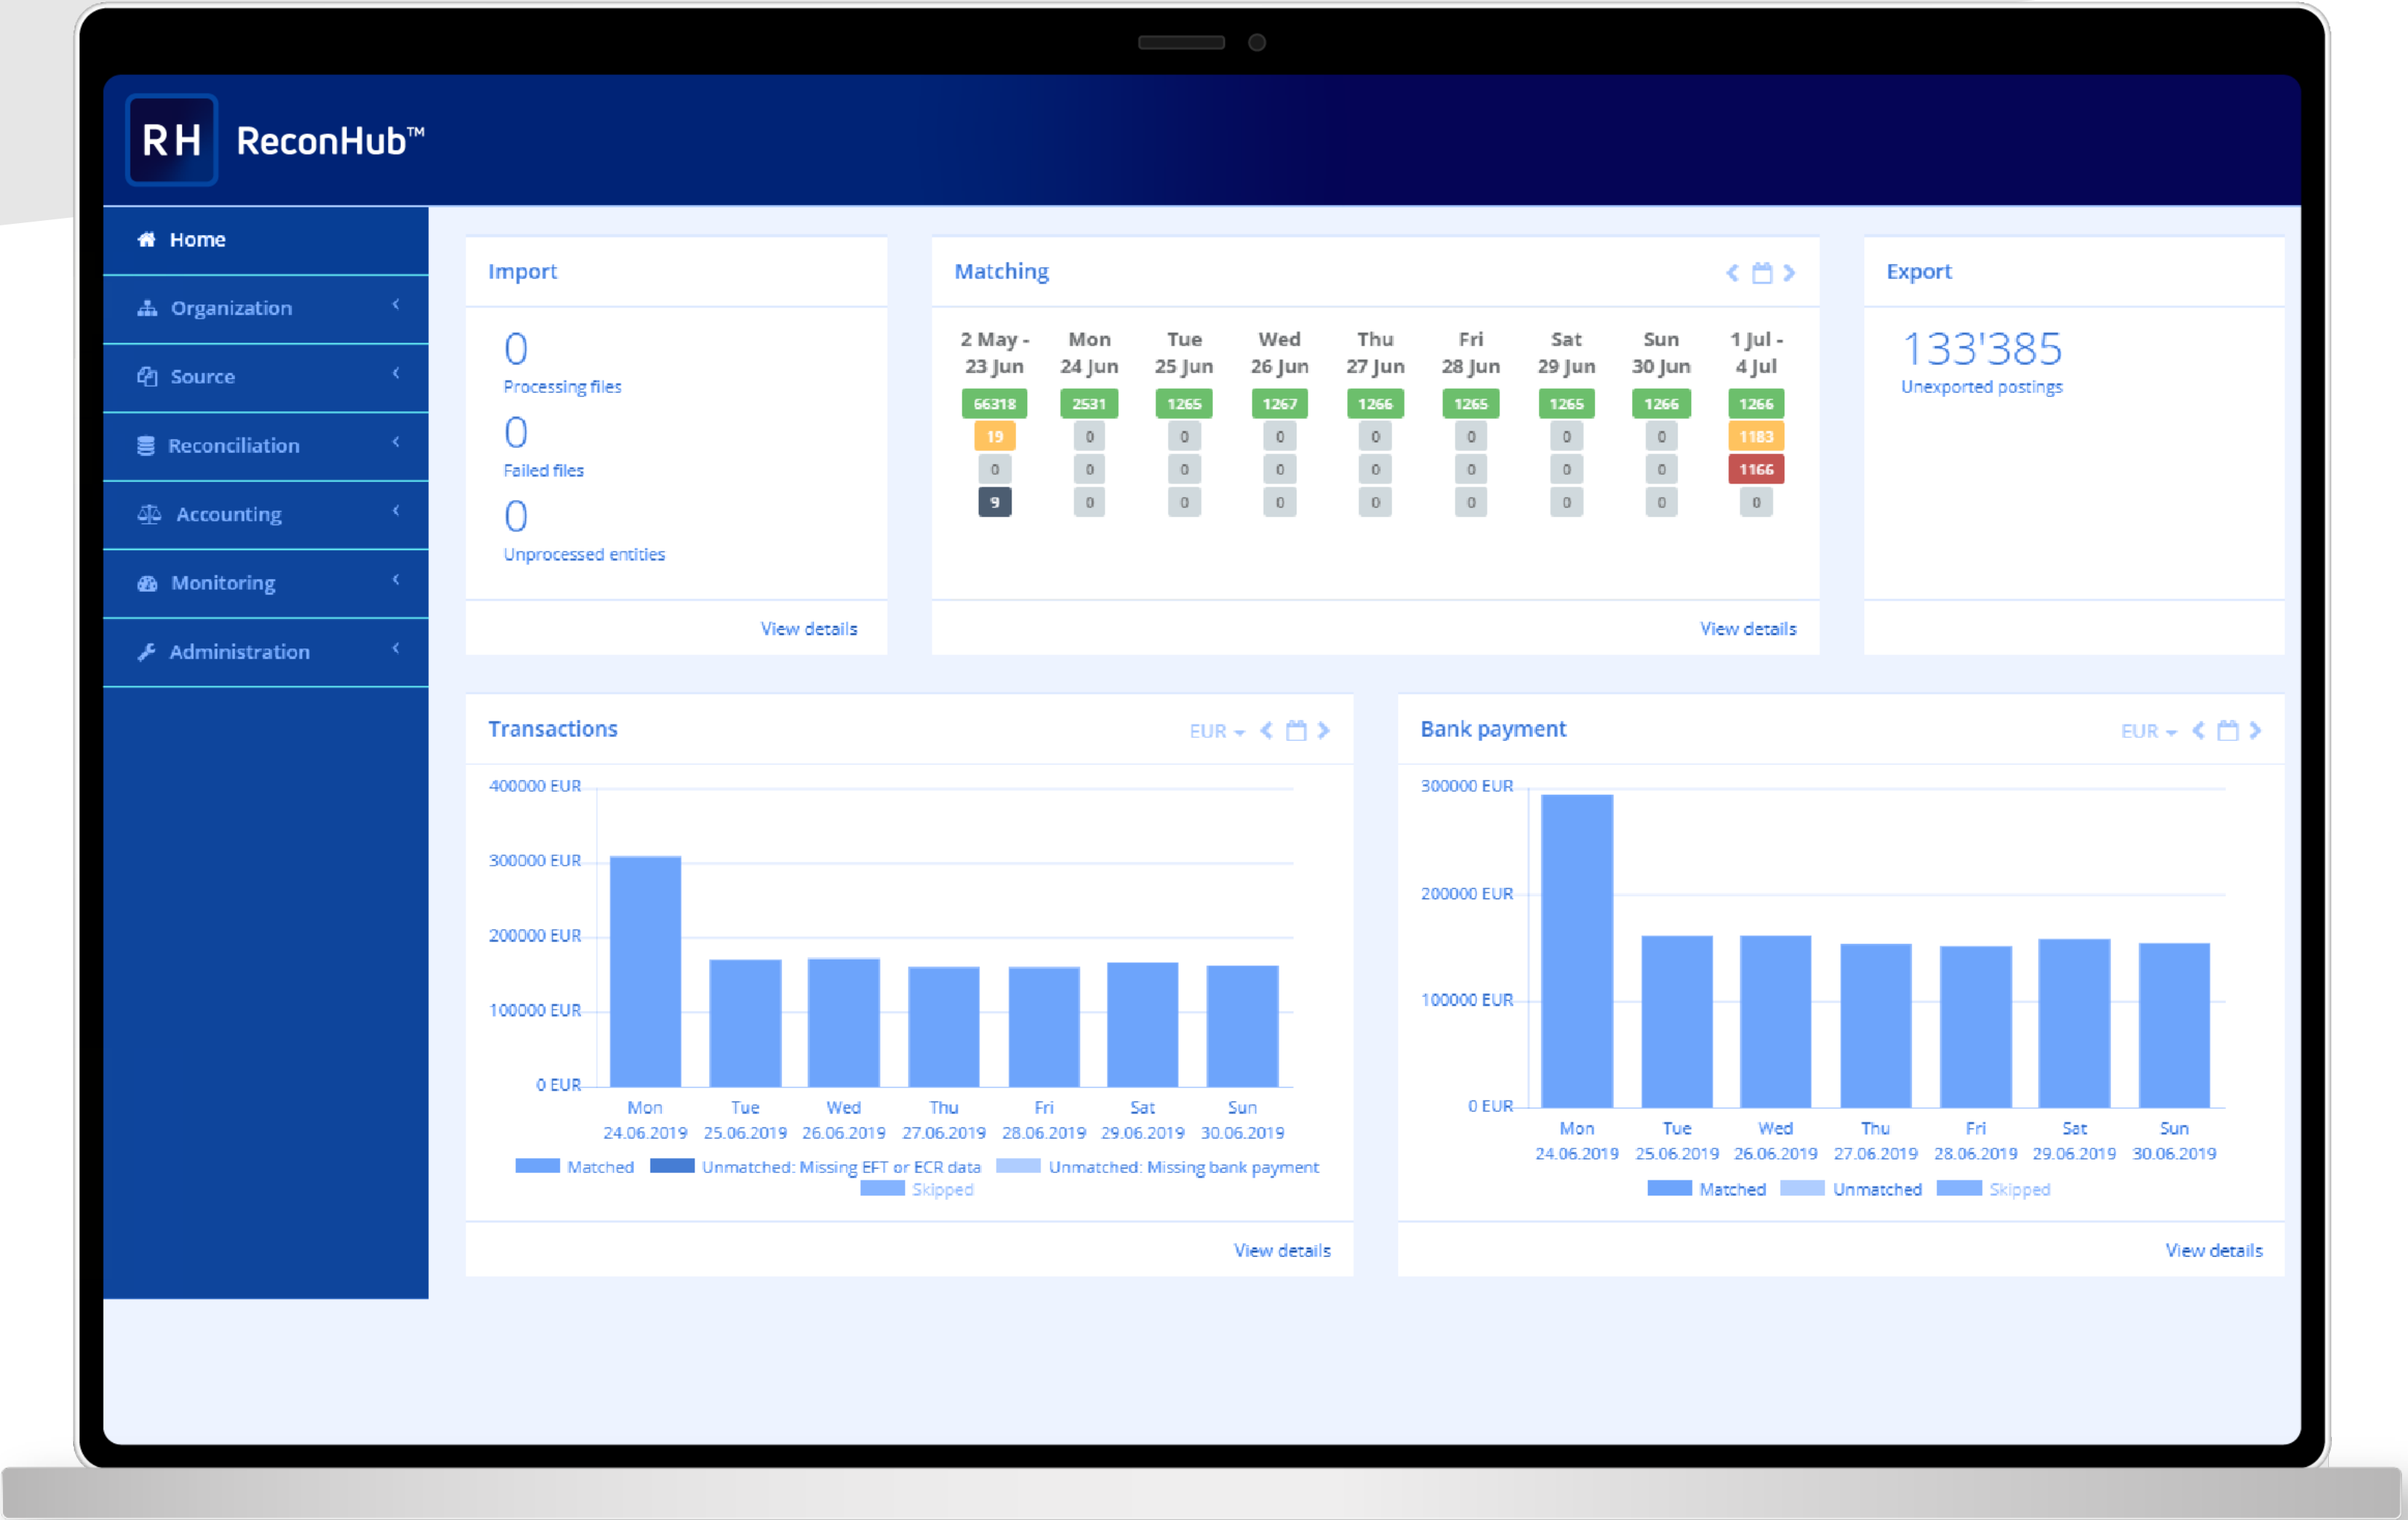 RH ReconHub™
Home
Organization
Source
Reconciliation
Accounting
Monitoring
Administration
Import
0
Processing files
0
Failed files
0
Unprocessed entities
View details
Matching
2 May - Mon Tue Wed Thu Fri Sat Sun 1 Jul -
23 Jun 24 Jun 25 Jun 26 Jun 27 Jun 28 Jun 29 Jun 30 Jun 4 Jul
66318 2531 1265 1267 1266 1265 1265 1266 1266
19 0 0 0 0 0 0 0 1183
0 0 0 0 0 0 0 0 1166
9 0 0 0 0 0 0 0 0
View details
Export
133'385
Unexported postings
Transactions EUR
400000 EUR
300000 EUR
200000 EUR
100000 EUR
0 EUR
Mon Tue Wed Thu Fri Sat Sun
24.06.2019 25.06.2019 26.06.2019 27.06.2019 28.06.2019 29.06.2019 30.06.2019
Matched Unmatched: Missing EFT or ECR data Unmatched: Missing bank payment
Skipped
View details
Bank payment EUR
300000 EUR
200000 EUR
100000 EUR
0 EUR
Mon Tue Wed Thu Fri Sat Sun
24.06.2019 25.06.2019 26.06.2019 27.06.2019 28.06.2019 29.06.2019 30.06.2019
Matched Unmatched Skipped
View details